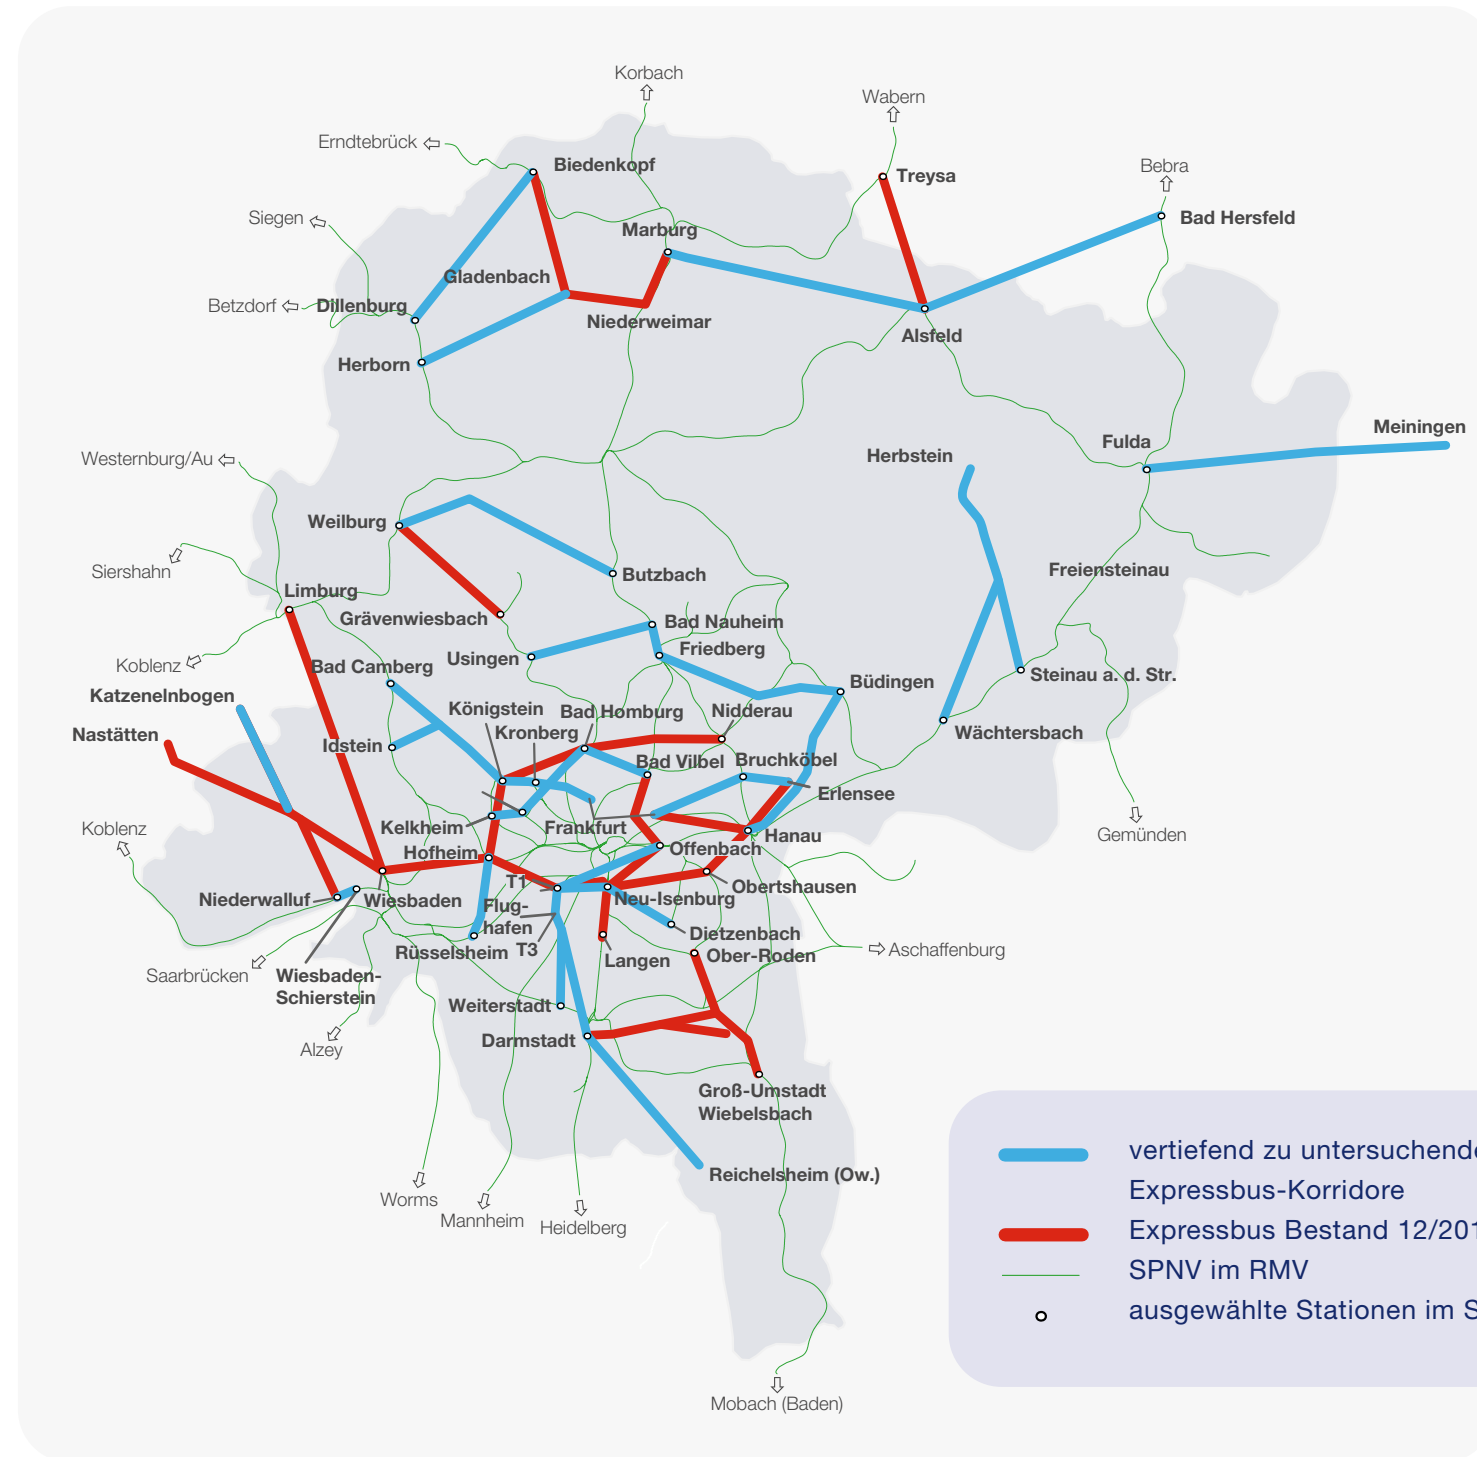 Korbach
Wabern
Erndtebrück
Biedenkopf
Treysa
Bebra
Siegen
Marburg
Bad Hersfeld
Gladenbach
Betzdorf
Dillenburg
Niederweimar
Alsfeld
Herborn
Meiningen
Fulda
Herbstein
Westernburg/Au
Weilburg
Butzbach
Freiensteinau
Siershahn
Limburg
Grävenwiesbach
Bad Nauheim
Friedberg
Usingen
Koblenz
Bad Camberg
Steinau a. d. Str.
Büdingen
Katzenelnbogen
Königstein
Bad Homburg
Nidderau
Nastätten
Kronberg
Idstein
Wächtersbach
Bad Vilbel
Bruchköbel
Erlensee
Koblenz
Kelkheim
Frankfurt
Hanau
Gemünden
Hofheim
Offenbach
T1
Obertshausen
Niederwalluf
Wiesbaden
Neu-Isenburg
Flug-
hafen
Dietzenbach
Rüsselsheim
T3
Langen
Ober-Roden
Aschaffenburg
Saarbrücken
Wiesbaden-
Schierstein
Weiterstadt
Darmstadt
Alzey
Groß-Umstadt
Wiebelsbach
Reichelsheim (Ow.)
Worms
Mannheim
Heidelberg
Mobach (Baden)
vertiefend zu untersuchende
Expressbus-Korridore
Expressbus Bestand 12/201
SPNV im RMV
ausgewählte Stationen im S